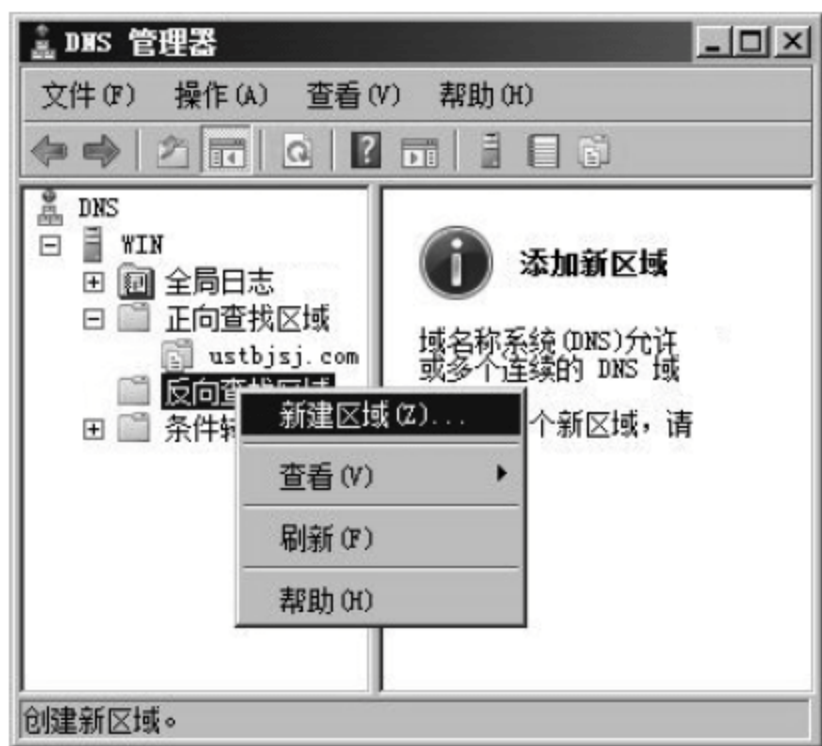 DNS 管理器
文件(F) 操作(A) 查看(V) 帮助(H)
DNS
WIN
全局日志
正向查找区域
ustbjsj.com
反向查找区域
条件转
新建区域(Z)...
查看(V)
刷新(F)
帮助(H)
添加新区域
域名称系统(DNS)允许
或多个连续的 DNS 域
个新区域，请
创建新区域。